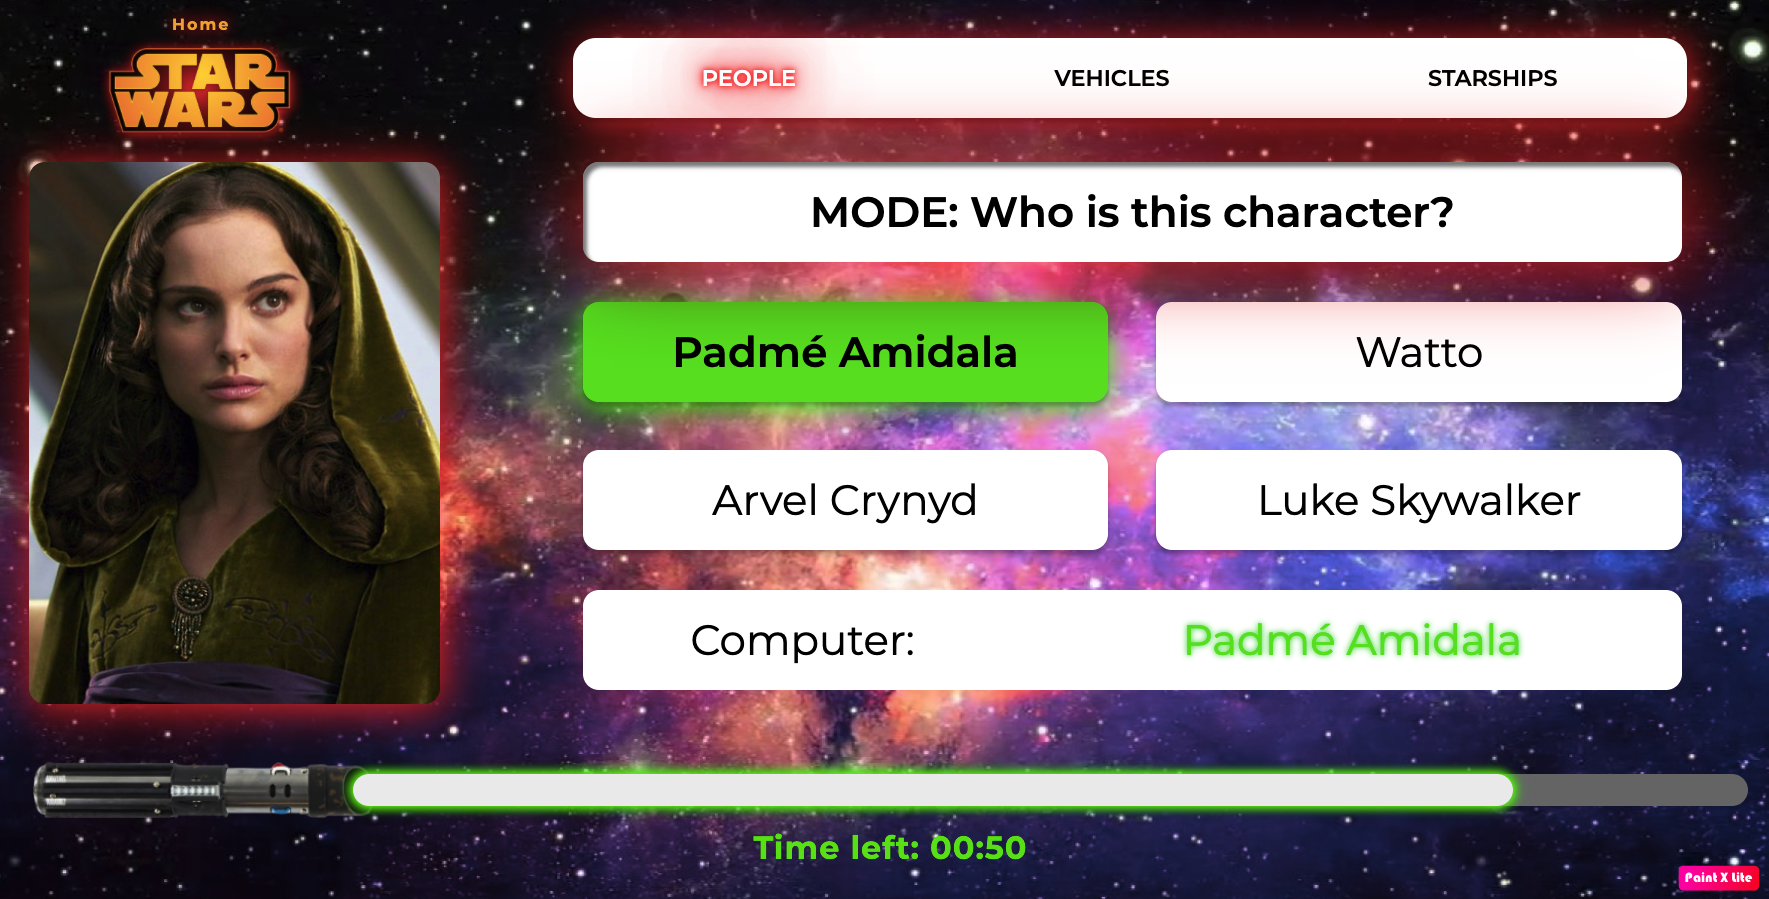 Home
STAR
WARS
PEOPLE
VEHICLES
STARSHIPS
MODE: Who is this character?
Padmé Amidala
Watto
Arvel Crynyd
Luke Skywalker
Computer:
Padmé Amidala
Time left: 00:50
Paint X Lite